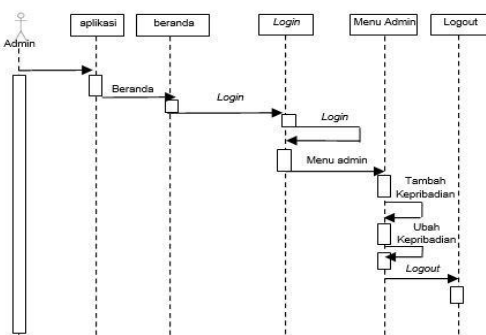 aplikasi
beranda
Login
Menu Admin
Logout
Admin
Beranda
Login
Login
Menu admin
Tambah
Kepribadian
Ubah
Kepribadian
Logout